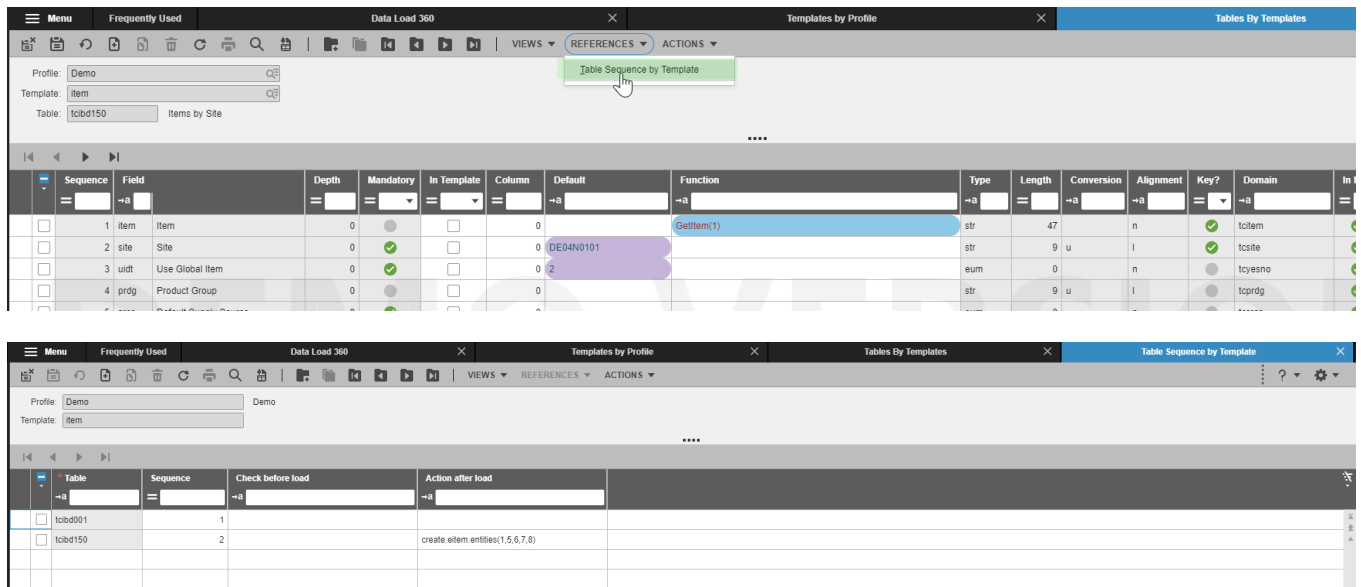 Menu Frequently Used Data Load 360 Templates by Profile Tables By Templates
VIEWS REFERENCES ACTIONS
Table Sequence by Template
Profile: Demo
Template: item
Table: tcibd150 Items by Site
Sequence Field Depth Mandatory In Template Column Default Function Type Length Conversion Alignment Key? Domain
1 item Item 0 0 GetItem(1) str 47 n tcitem
2 site Site 0 0 DE04N0101 str 9 u l tcsite
3 uidt Use Global Item 0 0 2 eum 0 n tcyesno
4 prdg Product Group 0 0 str 9 u l tcprdg
Menu Frequently Used Data Load 360 Templates by Profile Tables By Templates Table Sequence by Template
VIEWS REFERENCES ACTIONS
Profile: Demo Demo
Template: item
* Table Sequence Check before load Action after load
tcibd001 1
tcibd150 2 create.eitem.entities(1,5,6,7,8)